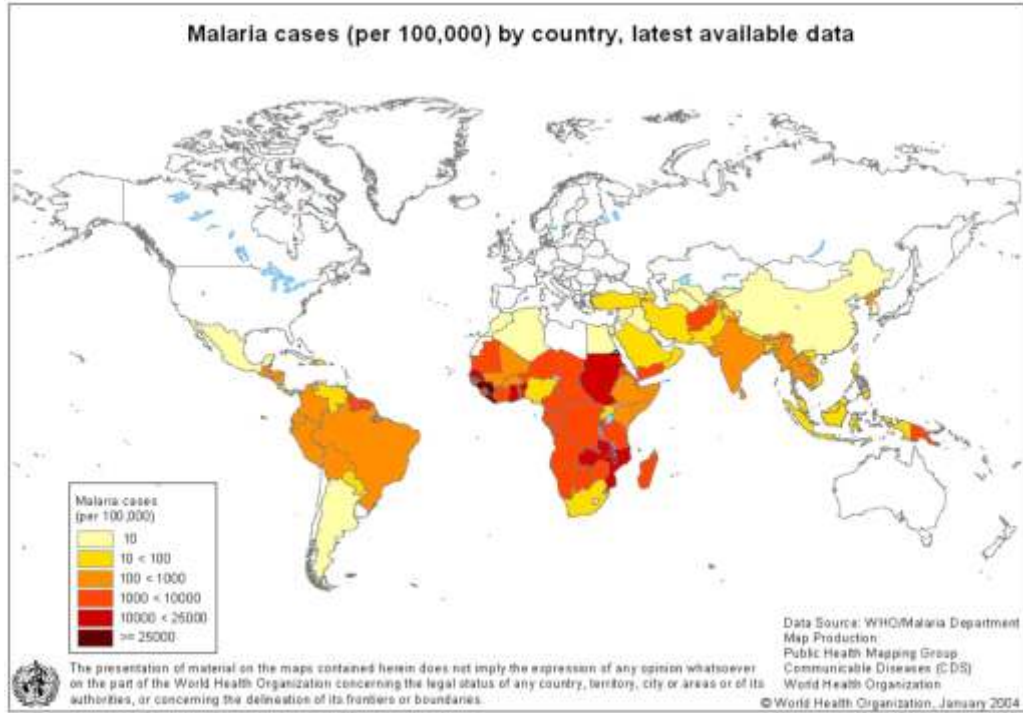 Malaria cases (per 100,000) by country, latest available data
Malaria cases
(per 100,000)
10
10 < 100
100 < 1000
1000 < 10000
10000 < 25000
>= 25000
Data Source: WHO/Malaria Department
Map Production:
Public Health Mapping Group
Communicable Diseases (CDS)
World Health Organization
The presentation of material on the maps contained herein does not imply the expression of any opinion whatsoever
on the part of the World Health Organization concerning the legal status of any country, territory, city or areas or of its
authorities, or concerning the delineation of its frontiers or boundaries.
© World Health Organization, January 2004